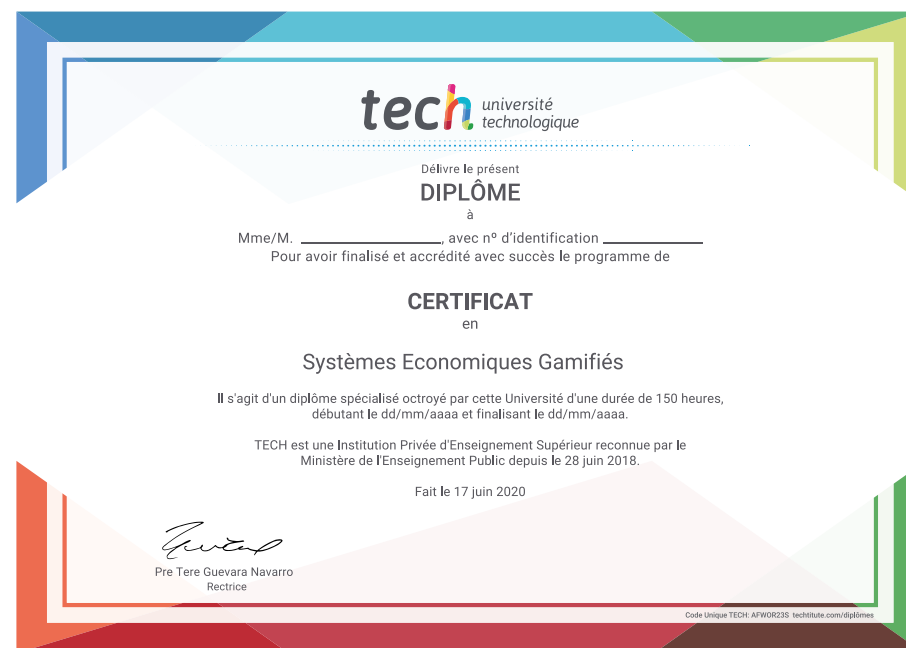 tech université
technologique
Délivre le présent
DIPLÔME
à
Mme/M. ____________________, avec nº d'identification ______________
Pour avoir finalisé et accrédité avec succès le programme de
CERTIFICAT
en
Systèmes Economiques Gamifiés
Il s'agit d'un diplôme spécialisé octroyé par cette Université d'une durée de 150 heures,
débutant le dd/mm/aaaa et finalisant le dd/mm/aaaa.
TECH est une Institution Privée d'Enseignement Supérieur reconnue par le
Ministère de l'Enseignement Public depuis le 28 juin 2018.
Fait le 17 juin 2020
Pre Tere Guevara Navarro
Rectrice
Code Unique TECH: AFWOR23S techtitute.com/diplômes